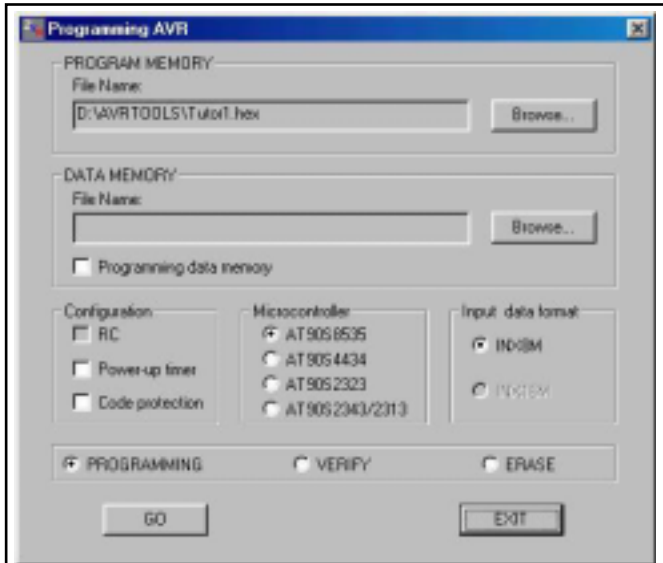 Programming AVR
PROGRAM MEMORY
File Name:
D:\AVRTOOLS\Tutor1.hex
Browse...
DATA MEMORY
File Name:
Browse...
Programming data memory
Configuration
RC
Power-up timer
Code protection
Microcontroller
AT90S8535
AT90S4434
AT90S2323
AT90S2343/2313
Input data format
INX8M
PROGRAMMING
VERIFY
ERASE
GO
EXIT